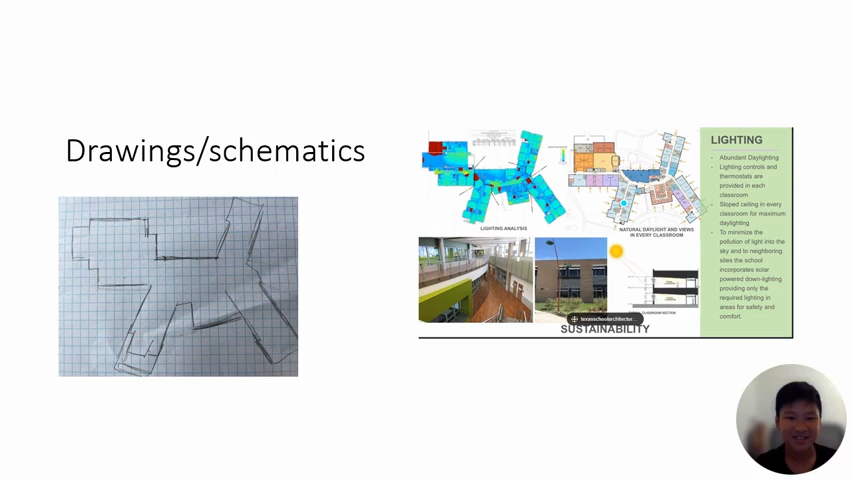 Drawings/schematics
LIGHTING
- Abundant Daylighting
- Lighting controls and
thermostats are
provided in each
classroom
- Sloped ceiling in every
classroom for maximum
daylighting
- To minimize the
pollution of light into the
sky and to neighboring
sites the school
incorporates solar
powered down-lighting
providing only the
required lighting in
areas for safety and
comfort.
LIGHTING ANALYSIS
NATURAL DAYLIGHT AND VIEWS
IN EVERY CLASSROOM
CLASSROOM SECTION
texasschoolarchitectur...
SUSTAINABILITY